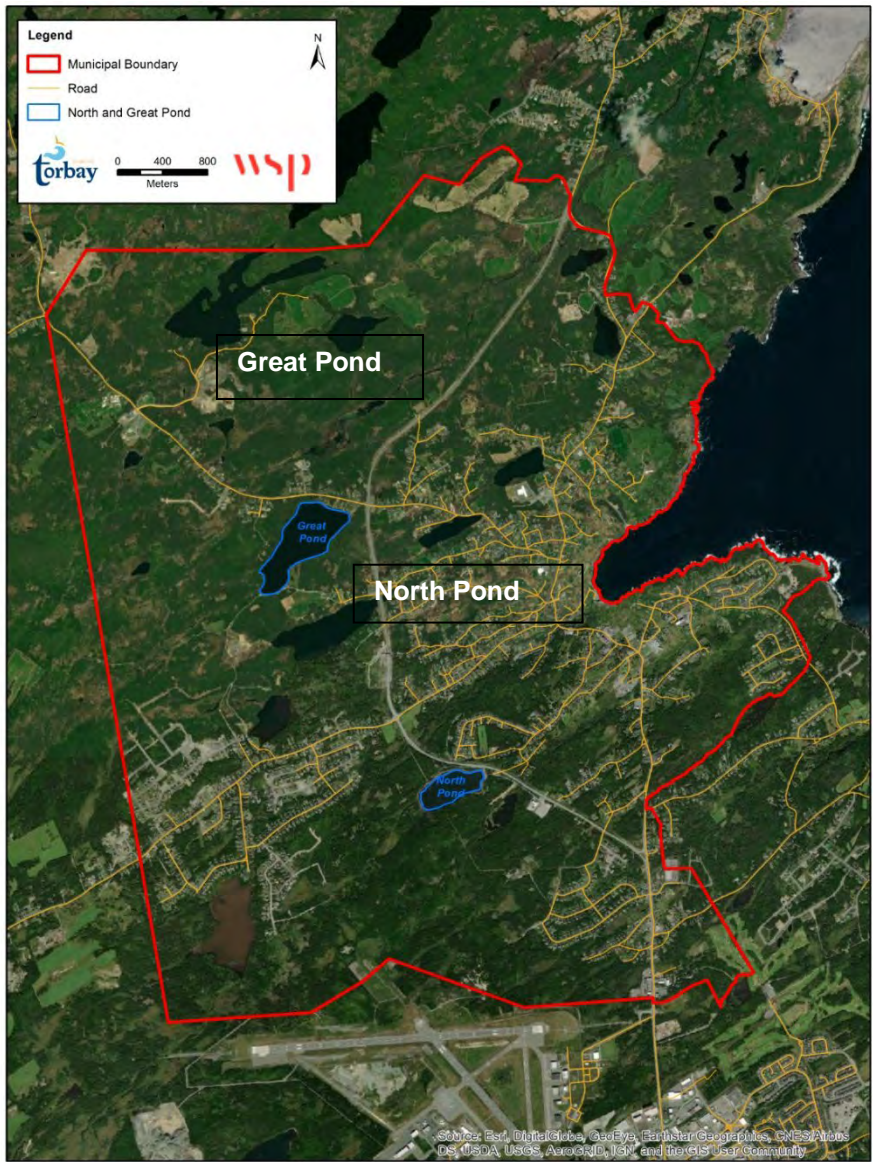 Legend
N
Municipal Boundary
Road
North and Great Pond
torbay
0 400 800
Meters
wsp
Great Pond
Great
Pond
North Pond
North
Pond
Source: Esri, DigitalGlobe, GeoEye, Earthstar Geographics, CNES/Airbus
DS, USDA, USGS, AeroGRID, IGN, and the GIS User Community